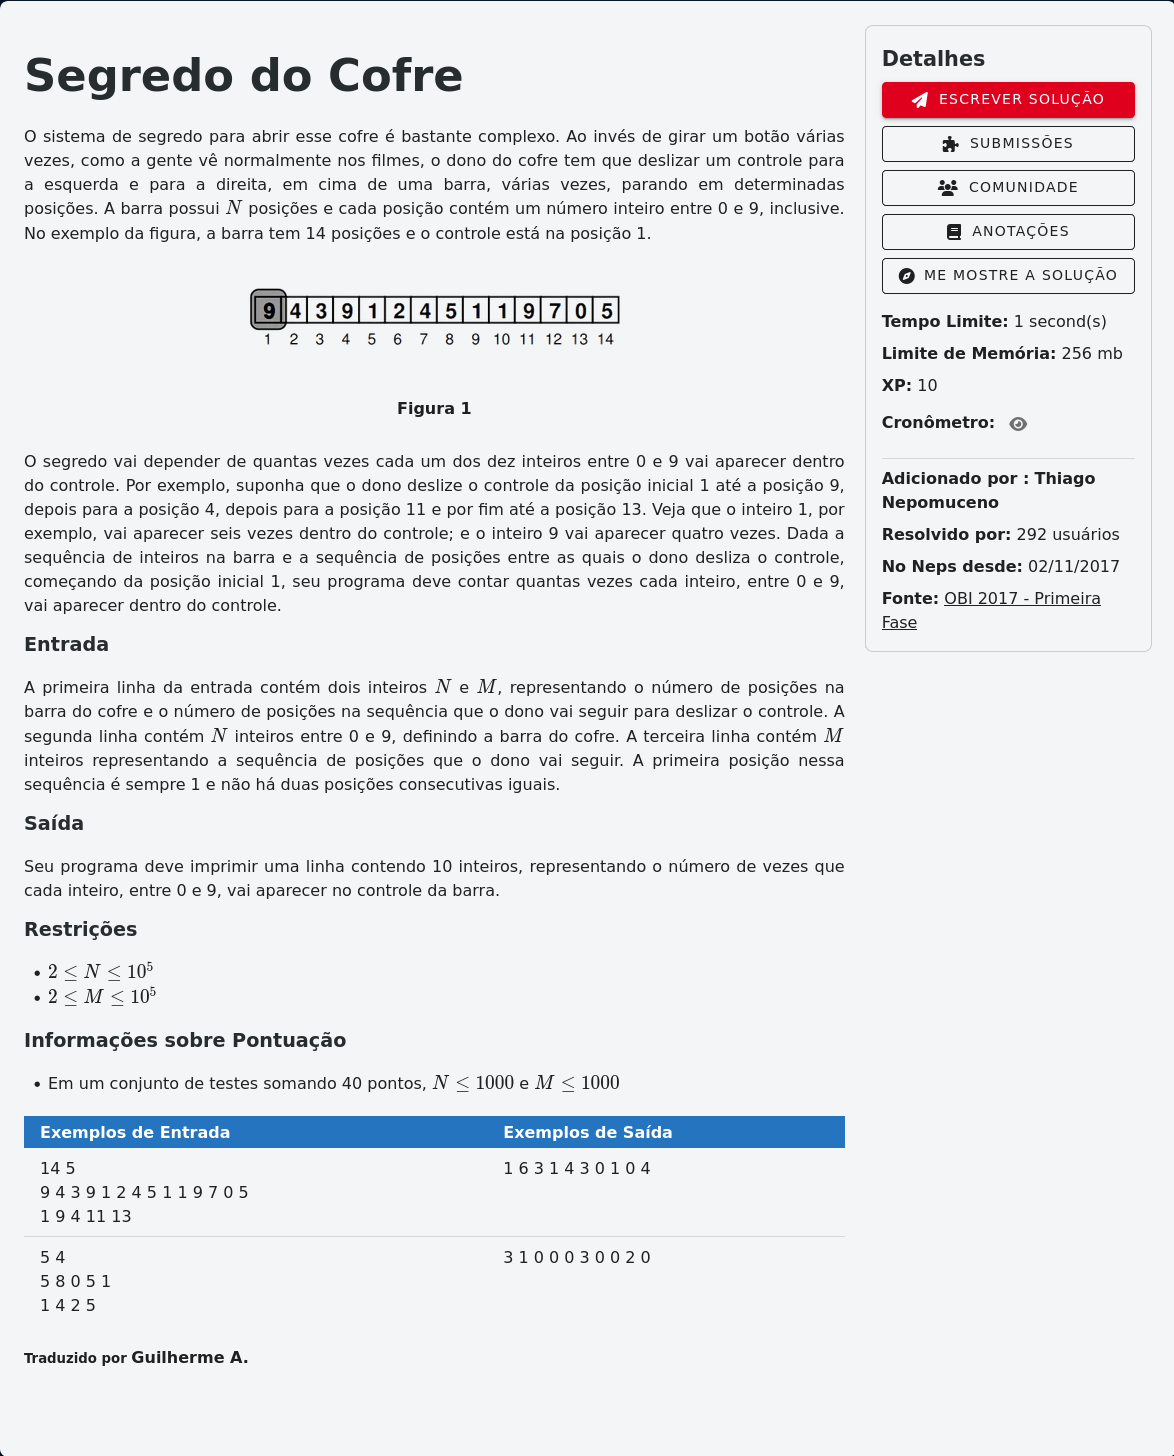 Segredo do Cofre
O sistema de segredo para abrir esse cofre é bastante complexo. Ao invés de girar um botão várias
vezes, como a gente vê normalmente nos filmes, o dono do cofre tem que deslizar um controle para
a esquerda e para a direita, em cima de uma barra, várias vezes, parando em determinadas
posições. A barra possui N posições e cada posição contém um número inteiro entre 0 e 9, inclusive.
No exemplo da figura, a barra tem 14 posições e o controle está na posição 1.
9 4 3 9 1 2 4 5 1 1 9 7 0 5
1 2 3 4 5 6 7 8 9 10 11 12 13 14
Figura 1
O segredo vai depender de quantas vezes cada um dos dez inteiros entre 0 e 9 vai aparecer dentro
do controle. Por exemplo, suponha que o dono deslize o controle da posição inicial 1 até a posição 9,
depois para a posição 4, depois para a posição 11 e por fim até a posição 13. Veja que o inteiro 1, por
exemplo, vai aparecer seis vezes dentro do controle; e o inteiro 9 vai aparecer quatro vezes. Dada a
sequência de inteiros na barra e a sequência de posições entre as quais o dono desliza o controle,
começando da posição inicial 1, seu programa deve contar quantas vezes cada inteiro, entre 0 e 9,
vai aparecer dentro do controle.
Entrada
A primeira linha da entrada contém dois inteiros N e M, representando o número de posições na
barra do cofre e o número de posições na sequência que o dono vai seguir para deslizar o controle. A
segunda linha contém N inteiros entre 0 e 9, definindo a barra do cofre. A terceira linha contém M
inteiros representando a sequência de posições que o dono vai seguir. A primeira posição nessa
sequência é sempre 1 e não há duas posições consecutivas iguais.
Saída
Seu programa deve imprimir uma linha contendo 10 inteiros, representando o número de vezes que
cada inteiro, entre 0 e 9, vai aparecer no controle da barra.
Restrições
• 2 ≤ N ≤ 10⁵
• 2 ≤ M ≤ 10⁵
Informações sobre Pontuação
• Em um conjunto de testes somando 40 pontos, N ≤ 1000 e M ≤ 1000
Exemplos de Entrada Exemplos de Saída
14 5
9 4 3 9 1 2 4 5 1 1 9 7 0 5
1 9 4 11 13
1 6 3 1 4 3 0 1 0 4
5 4
5 8 0 5 1
1 4 2 5
3 1 0 0 0 3 0 0 2 0
Traduzido por Guilherme A.
Detalhes
ESCREVER SOLUÇÃO
SUBMISSÕES
COMUNIDADE
ANOTAÇÕES
ME MOSTRE A SOLUÇÃO
Tempo Limite: 1 second(s)
Limite de Memória: 256 mb
XP: 10
Cronômetro:
Adicionado por : Thiago
Nepomuceno
Resolvido por: 292 usuários
No Neps desde: 02/11/2017
Fonte: OBI 2017 - Primeira
Fase